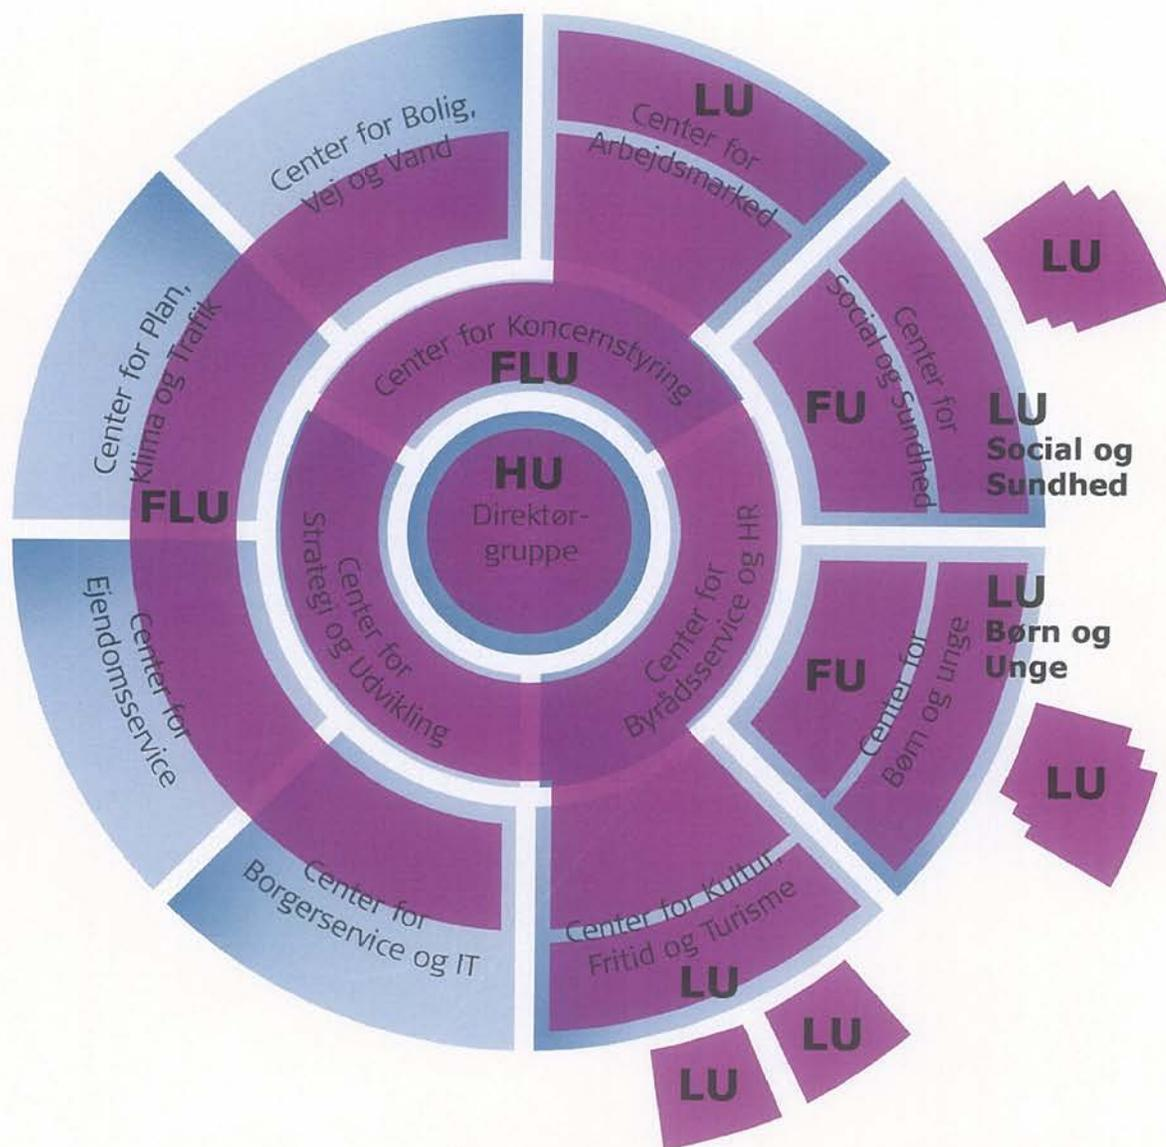 LU
Center for
Arbejdsmarked
Center for Bolig,
Vej og Vand
LU
Center for
Social og Sundhed
FU
LU
Social og
Sundhed
Center for Plan,
Klima og Trafik
FLU
Center for Koncernstyring
FLU
HU
Direktør-
gruppe
Center for
Strategi og Udvikling
Center for
Byrådsservice og HR
LU
Børn og
Unge
FU
Center for
Børn og unge
LU
Center for
Ejendomsservice
Center for
Borgerservice og IT
Center for Kultur,
Fritid og Turisme
LU
LU
LU